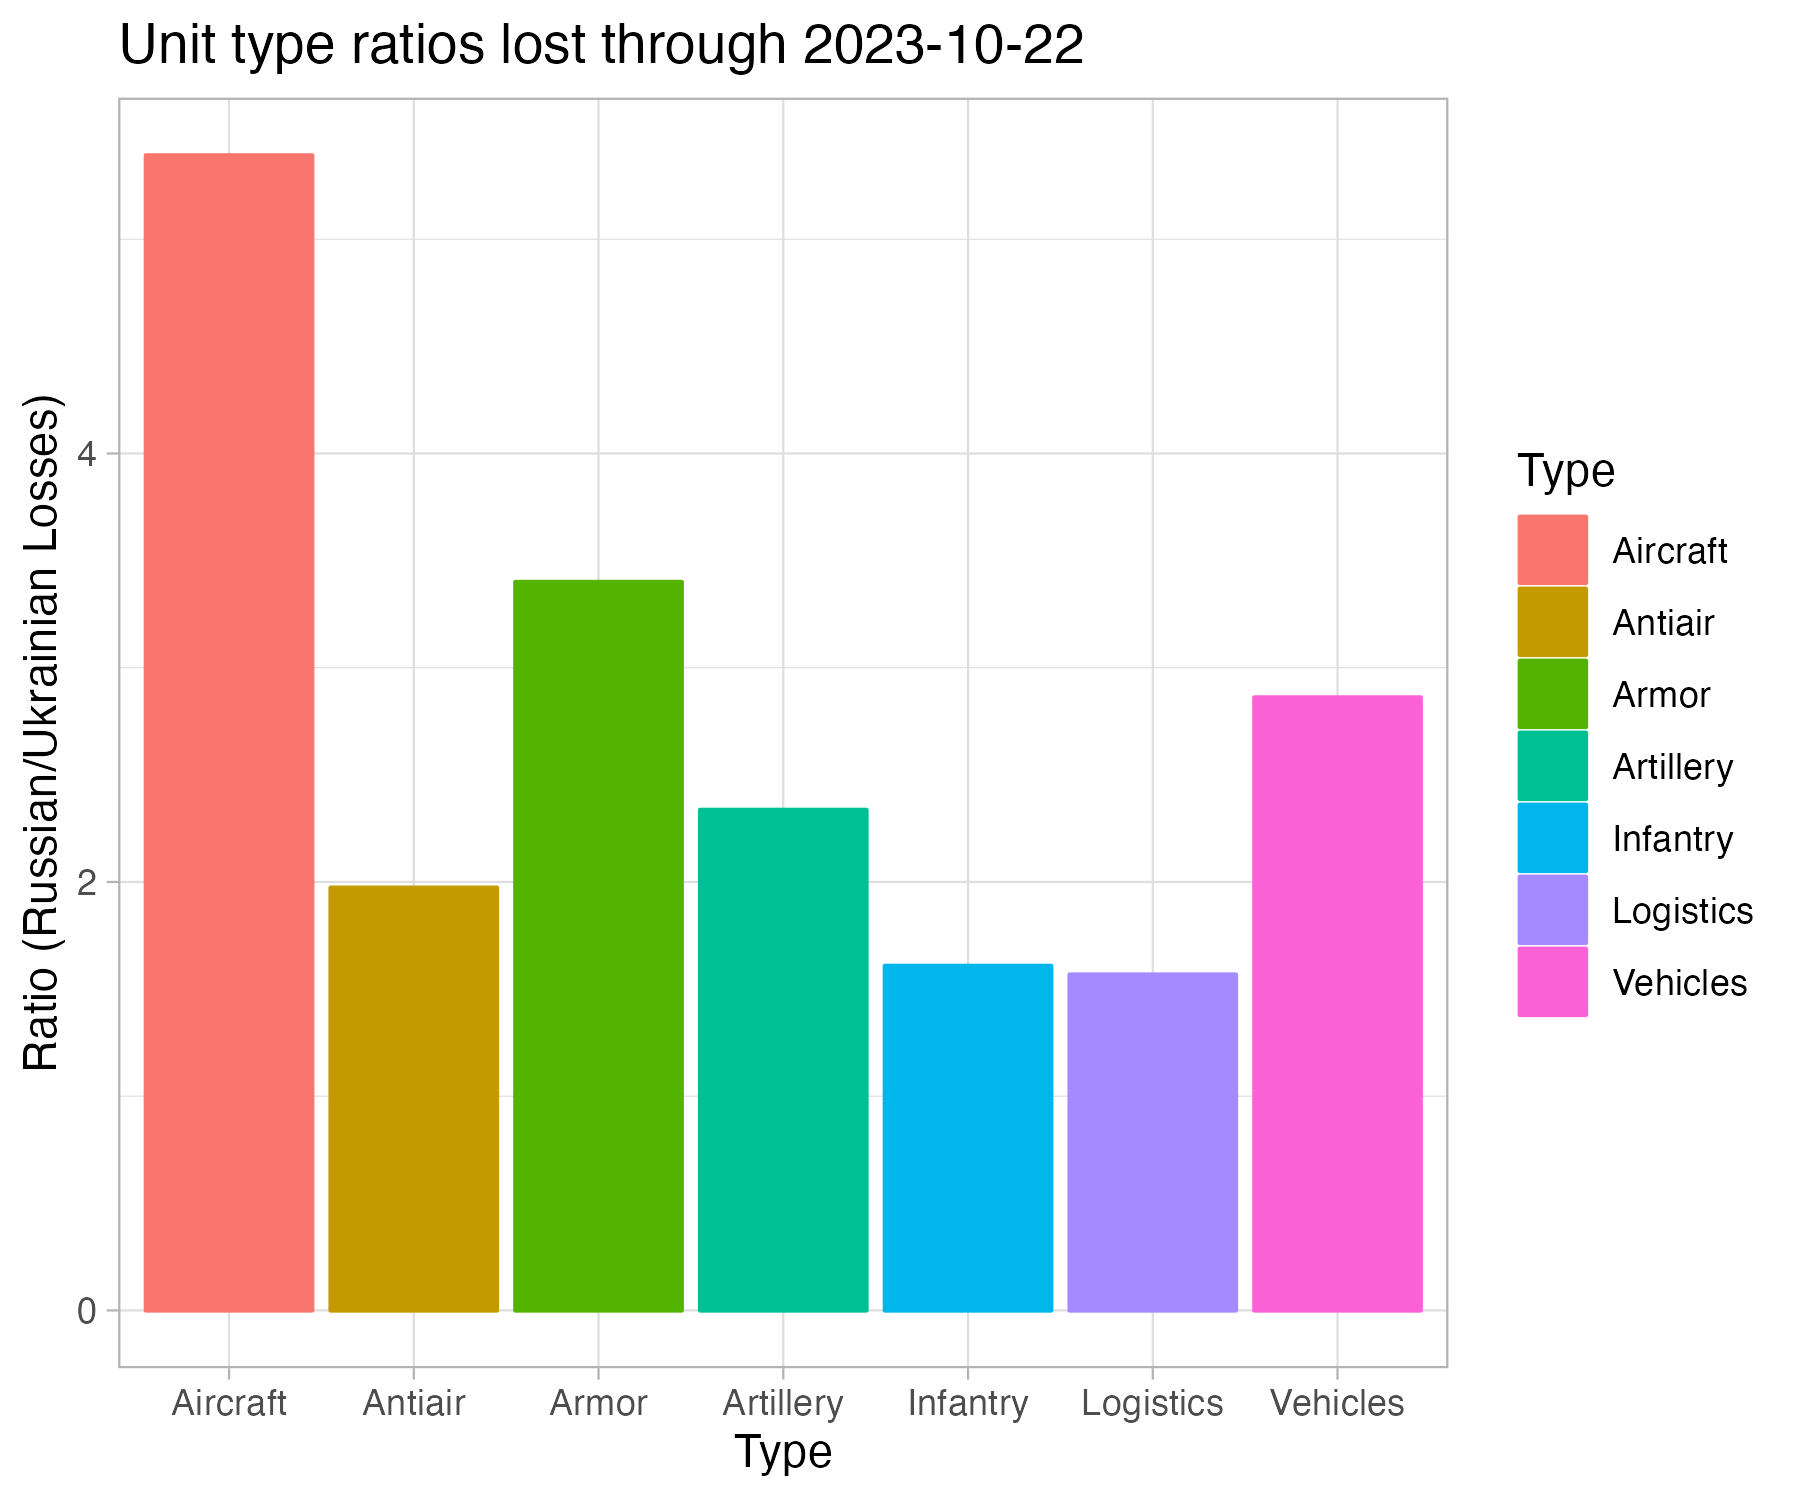 Unit type ratios lost through 2023-10-22
Ratio (Russian/Ukrainian Losses)
4
2
0
Aircraft Antiair Armor Artillery Infantry Logistics Vehicles
Type
Type
Aircraft
Antiair
Armor
Artillery
Infantry
Logistics
Vehicles